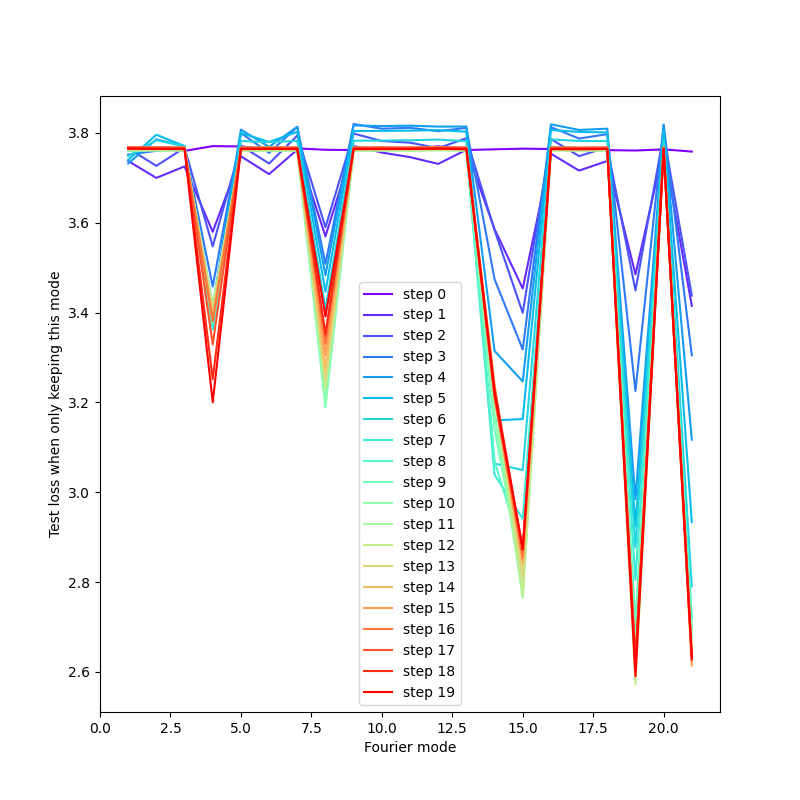 3.8
3.6
3.4
3.2
3.0
2.8
2.6
Test loss when only keeping this mode
step 0
step 1
step 2
step 3
step 4
step 5
step 6
step 7
step 8
step 9
step 10
step 11
step 12
step 13
step 14
step 15
step 16
step 17
step 18
step 19
0.0 2.5 5.0 7.5 10.0 12.5 15.0 17.5 20.0
Fourier mode